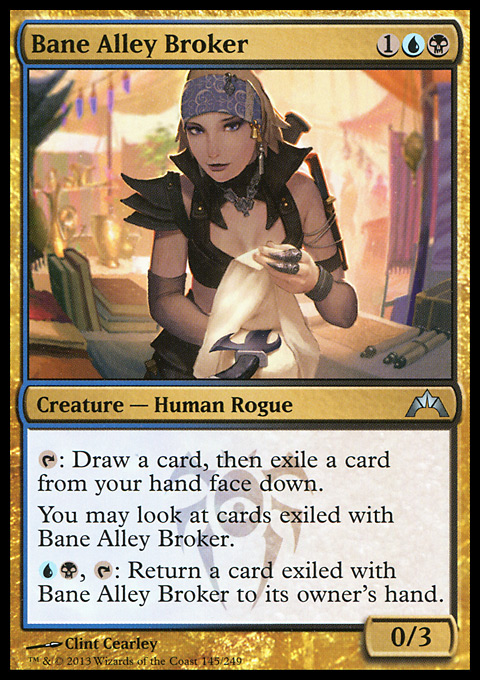 Bane Alley Broker 1
Creature — Human Rogue
: Draw a card, then exile a card
from your hand face down.
You may look at cards exiled with
Bane Alley Broker.
, : Return a card exiled with
Bane Alley Broker to its owner's hand.
0/3
Clint Cearley
™ & © 2013 Wizards of the Coast 145/249